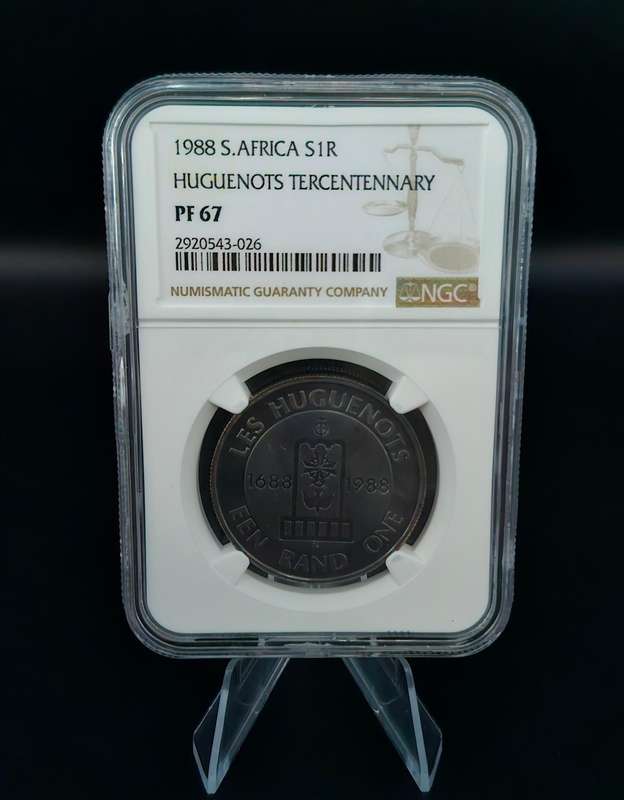 1988 S.AFRICA S1R
HUGUENOTS TERCENTENNARY
PF 67
2920543-026
NUMISMATIC GUARANTY COMPANY NGC®
LES HUGUENOTS
1688 1988
EEN RAND ONE